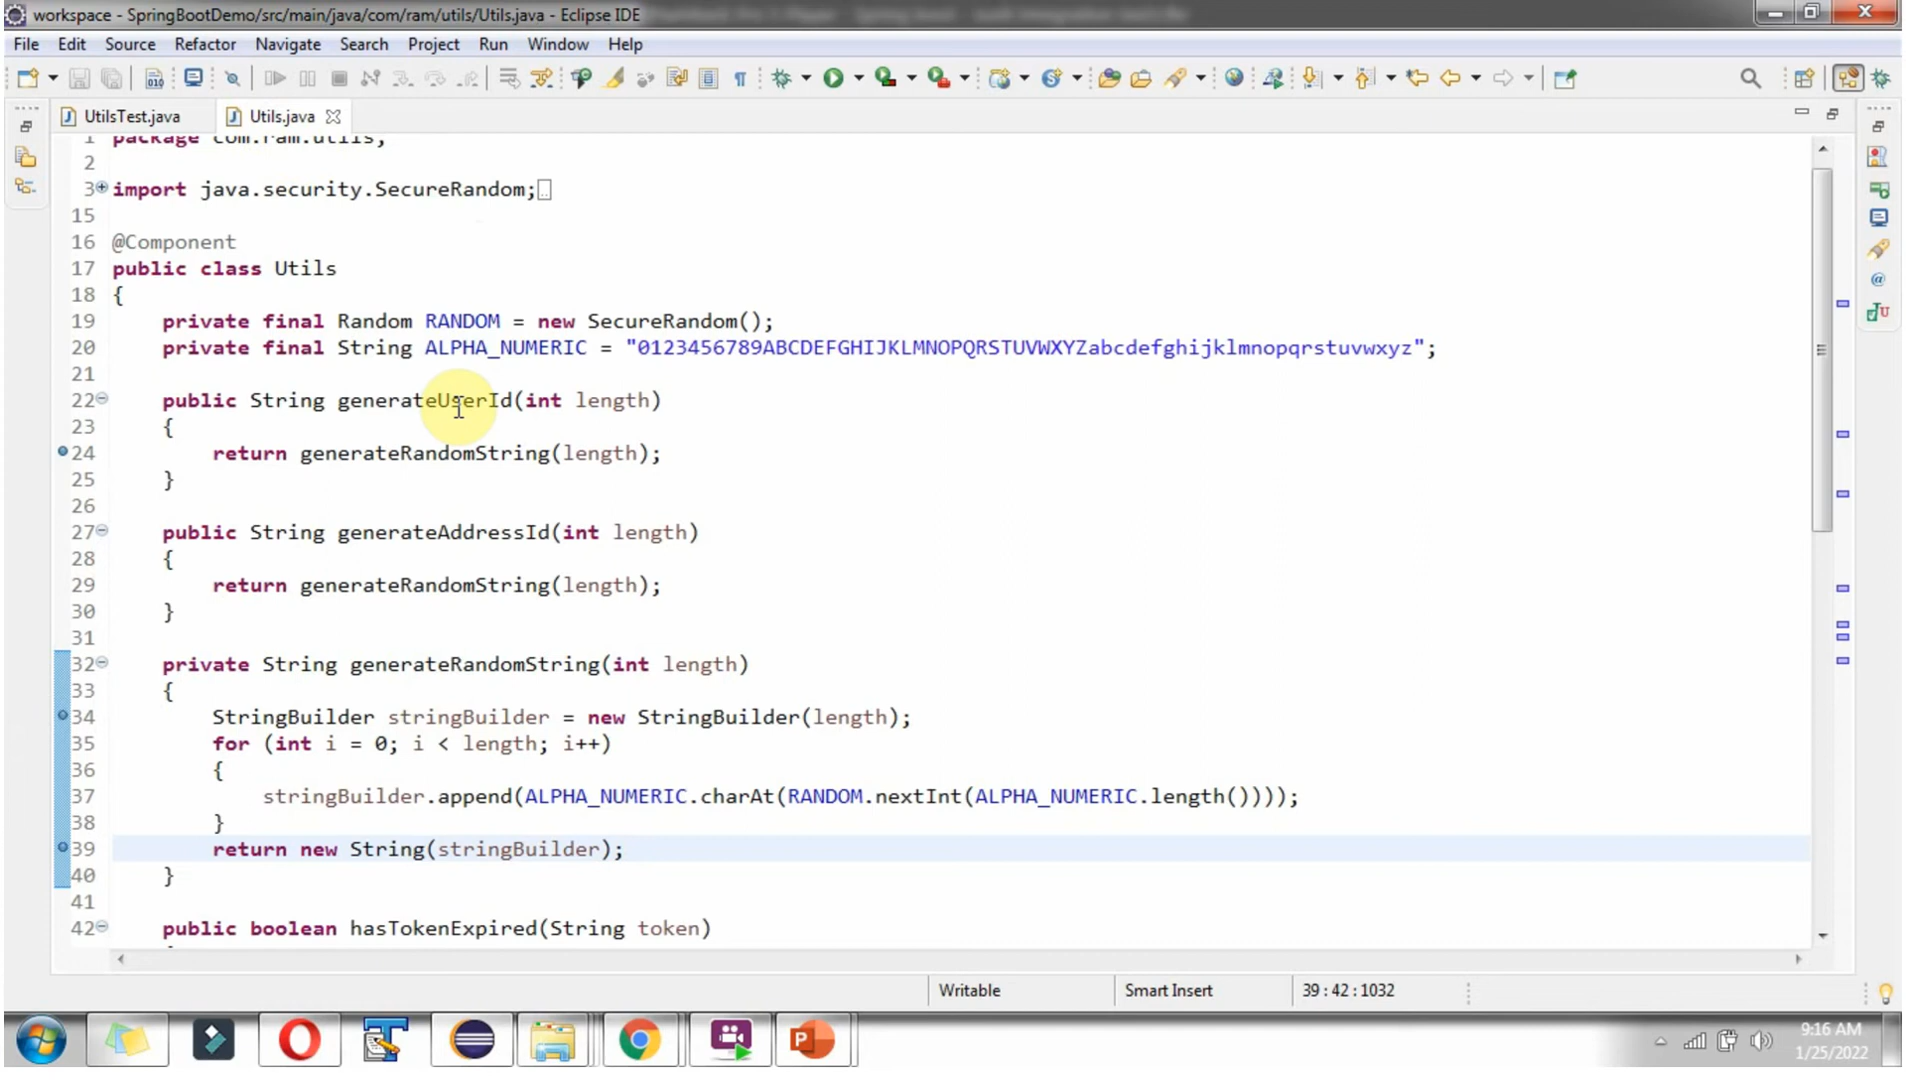 workspace - SpringBootDemo/src/main/java/com/ram/utils/Utils.java - Eclipse IDE
File Edit Source Refactor Navigate Search Project Run Window Help
UtilsTest.java Utils.java
1 package com.ram.utils;
2
3 import java.security.SecureRandom;
15
16 @Component
17 public class Utils
18 {
19 private final Random RANDOM = new SecureRandom();
20 private final String ALPHA_NUMERIC = "0123456789ABCDEFGHIJKLMNOPQRSTUVWXYZabcdefghijklmnopqrstuvwxyz";
21
22 public String generateUserId(int length)
23 {
24 return generateRandomString(length);
25 }
26
27 public String generateAddressId(int length)
28 {
29 return generateRandomString(length);
30 }
31
32 private String generateRandomString(int length)
33 {
34 StringBuilder stringBuilder = new StringBuilder(length);
35 for (int i = 0; i < length; i++)
36 {
37 stringBuilder.append(ALPHA_NUMERIC.charAt(RANDOM.nextInt(ALPHA_NUMERIC.length())));
38 }
39 return new String(stringBuilder);
40 }
41
42 public boolean hasTokenExpired(String token)
Writable Smart Insert 39 : 42 : 1032
9:16 AM
1/25/2022